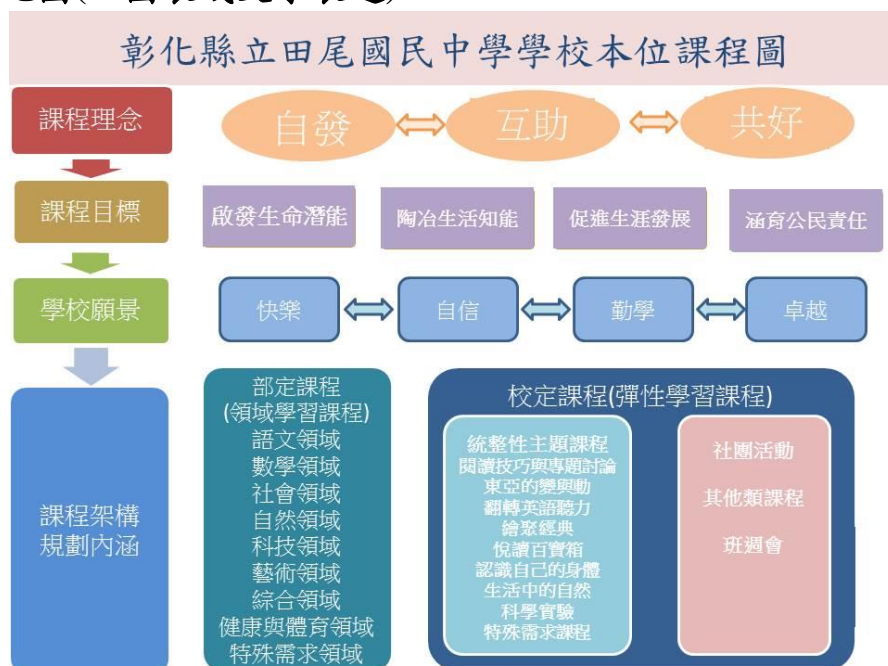 彰化縣立田尾國民中學學校本位課程圖
課程理念
自發
互助
共好
課程目標
啟發生命潛能
陶冶生活知能
促進生涯發展
涵育公民責任
學校願景
快樂
自信
勤學
卓越
課程架構
規劃內涵
部定課程
(領域學習課程)
語文領域
數學領域
社會領域
自然領域
科技領域
藝術領域
綜合領域
健康與體育領域
特殊需求領域
校定課程(彈性學習課程)
統整性主題課程
閱讀技巧與專題討論
東亞的變與動
翻轉英語聽力
繪聚經典
悅讀百寶箱
認識自己的身體
生活中的自然
科學實驗
特殊需求課程
社團活動
其他類課程
班週會